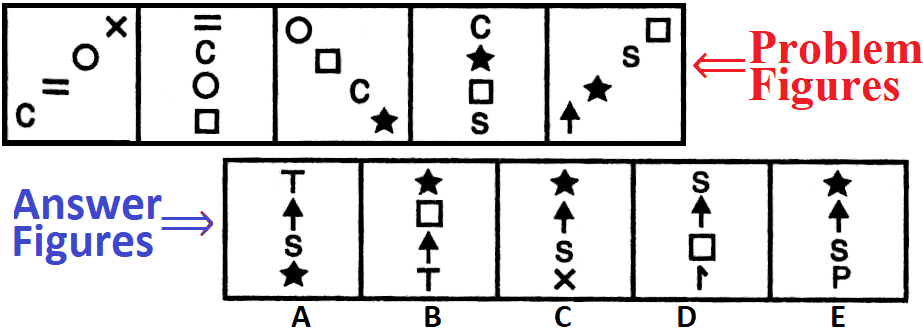 C = O ×
=
C
O
□
O
□
C
★
C
★
□
S
↑ ★ S □
Problem
Figures
Answer
Figures
T
↑
S
★
★
□
↑
T
★
↑
S
×
S
↑
□
↿
★
↑
S
P
A B C D E